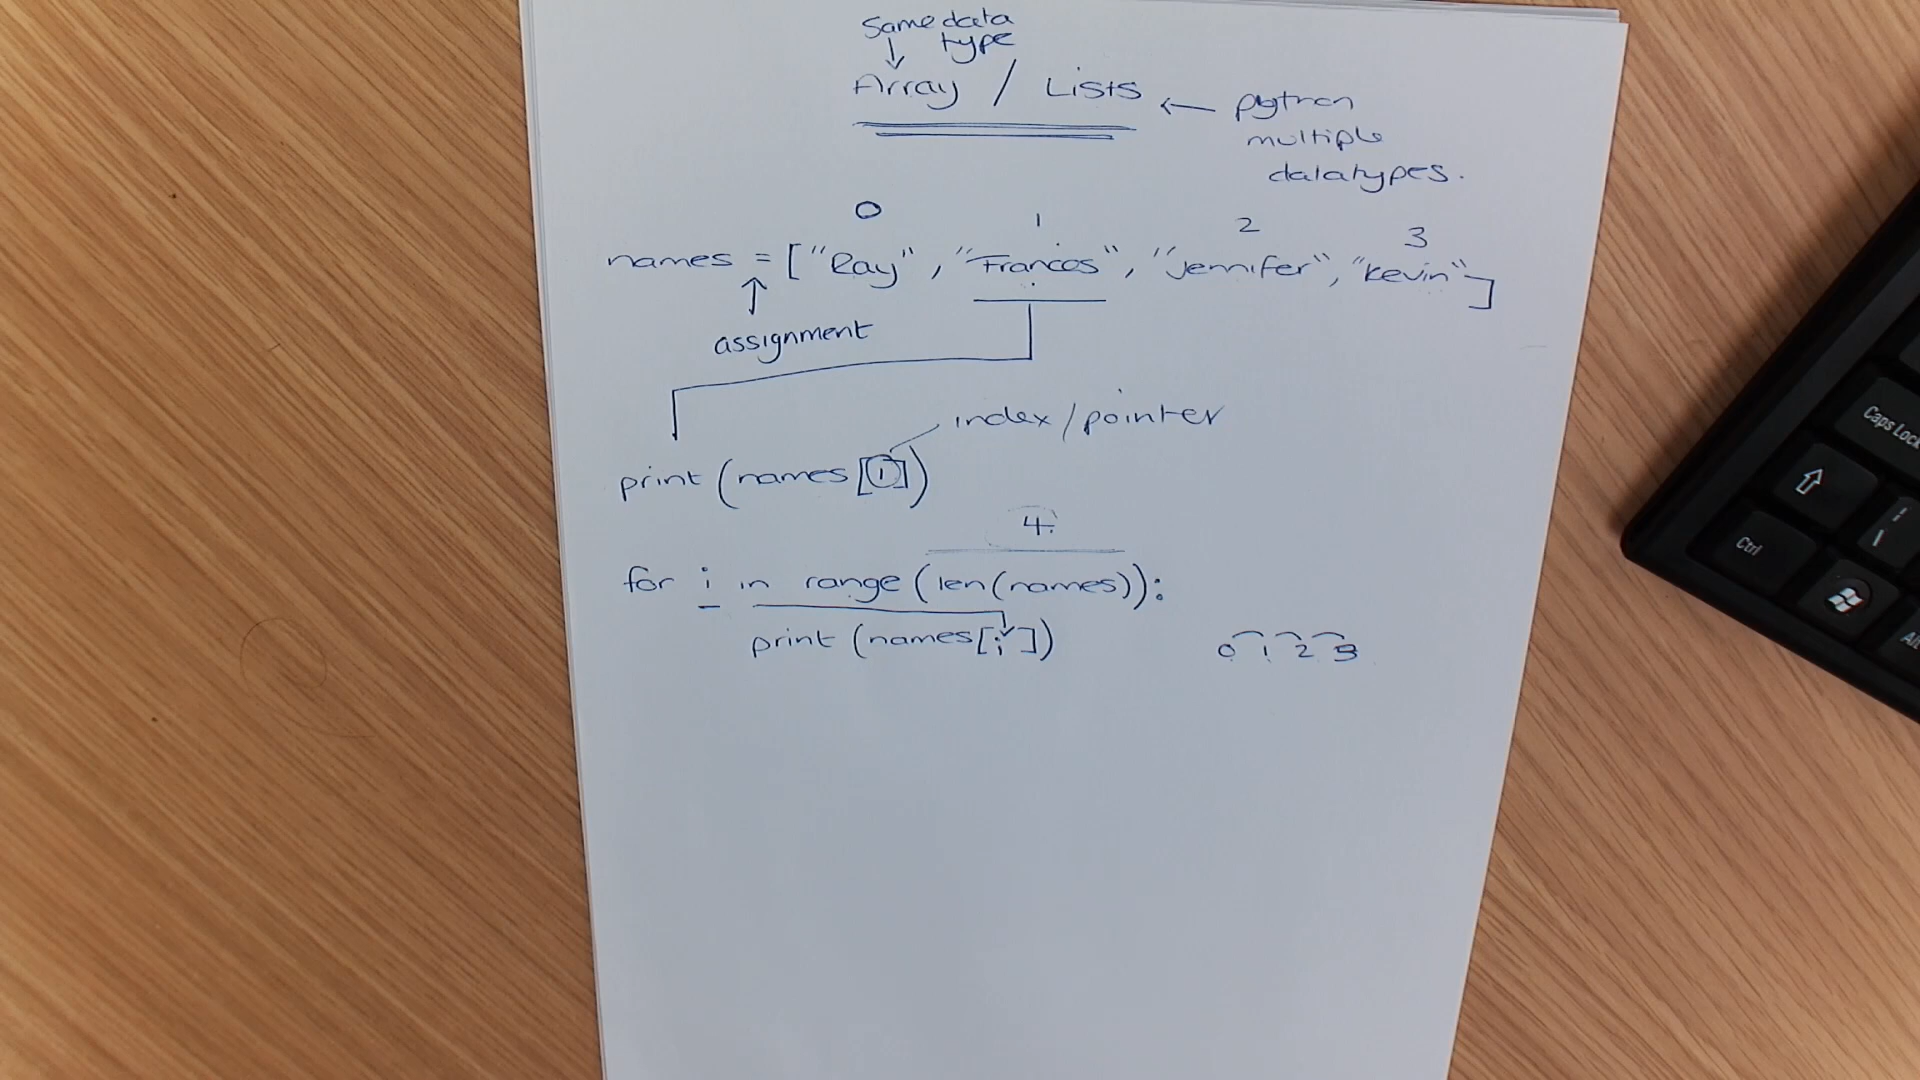 Same data
type
Array / Lists
python
multiple
datatypes.
0 1 2 3
names = ["Ray", "Frances", "Jennifer", "Kevin"]
assignment
index/pointer
print (names[1])
4
for i in range (len(names)):
print (names[i])
0 1 2 3
Caps Lock
Ctrl